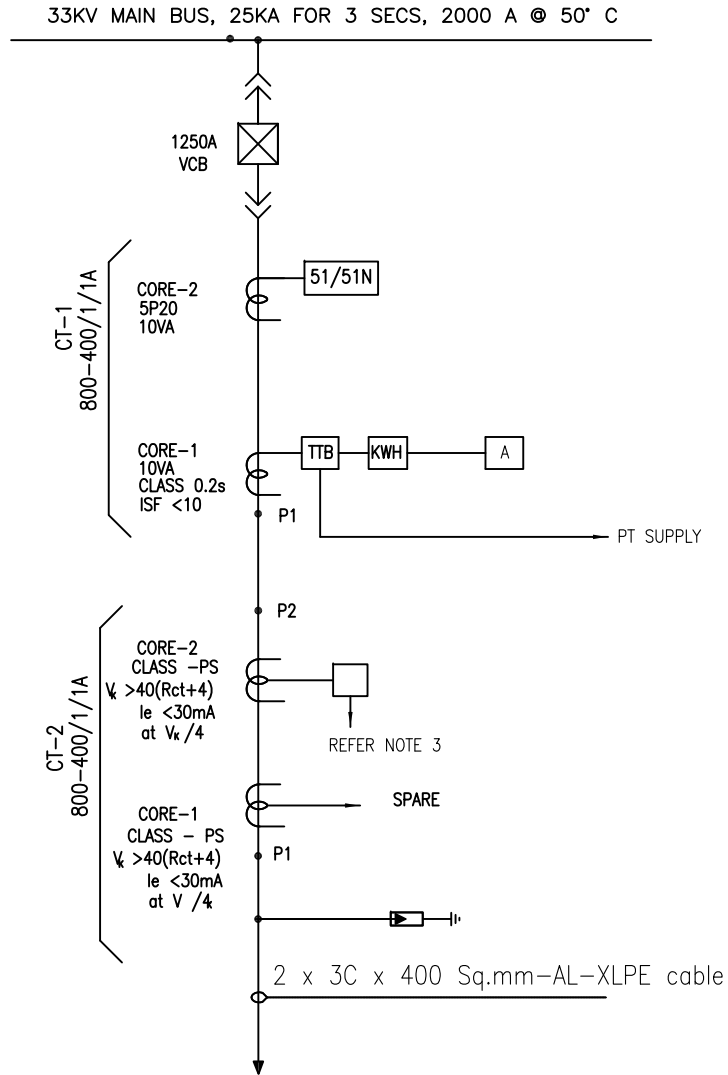 33KV MAIN BUS, 25KA FOR 3 SECS, 2000 A @ 50° C
1250A
VCB
CT-1
800-400/1/1A
CORE-2
5P20
10VA
51/51N
CORE-1
10VA
CLASS 0.2s
ISF <10
TTB
KWH
A
P1
PT SUPPLY
P2
CT-2
800-400/1/1A
CORE-2
CLASS -PS
Vk >40(Rct+4)
Ie <30mA
at VK /4
REFER NOTE 3
CORE-1
CLASS - PS
Vk >40(Rct+4)
Ie <30mA
at V /4k
SPARE
P1
2 x 3C x 400 Sq.mm-AL-XLPE cable